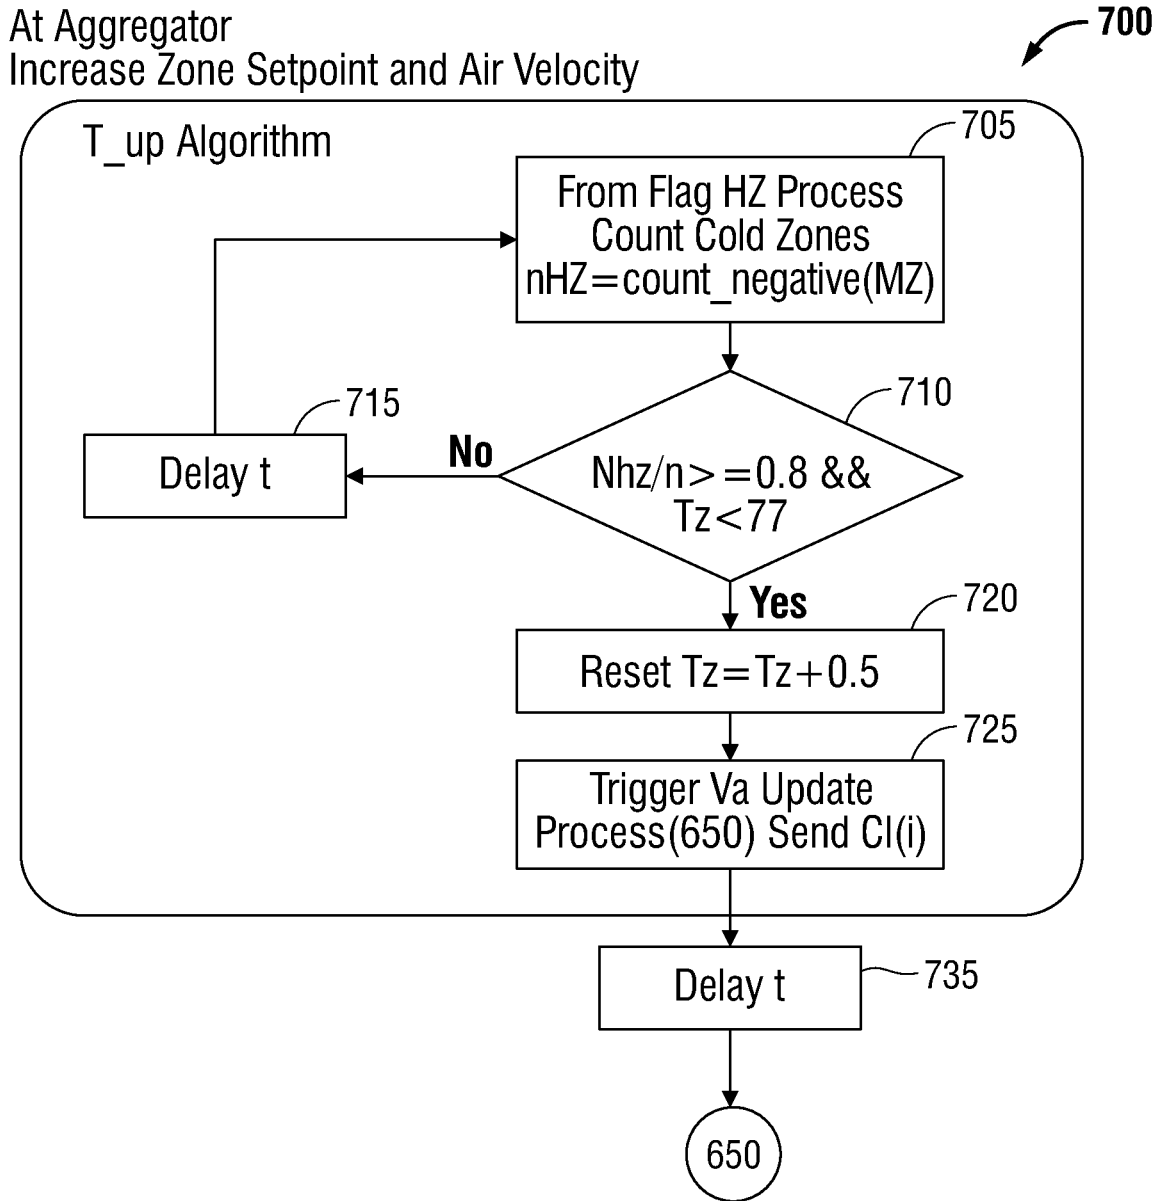 At Aggregator
700
Increase Zone Setpoint and Air Velocity
T_up Algorithm
705
From Flag HZ Process
Count Cold Zones
nHZ=count_negative(MZ)
710
715
Delay t
No
Nhz/n>=0.8 &&
Tz<77
Yes
720
Reset Tz=Tz+0.5
725
Trigger Va Update
Process(650) Send Cl(i)
Delay t
735
650